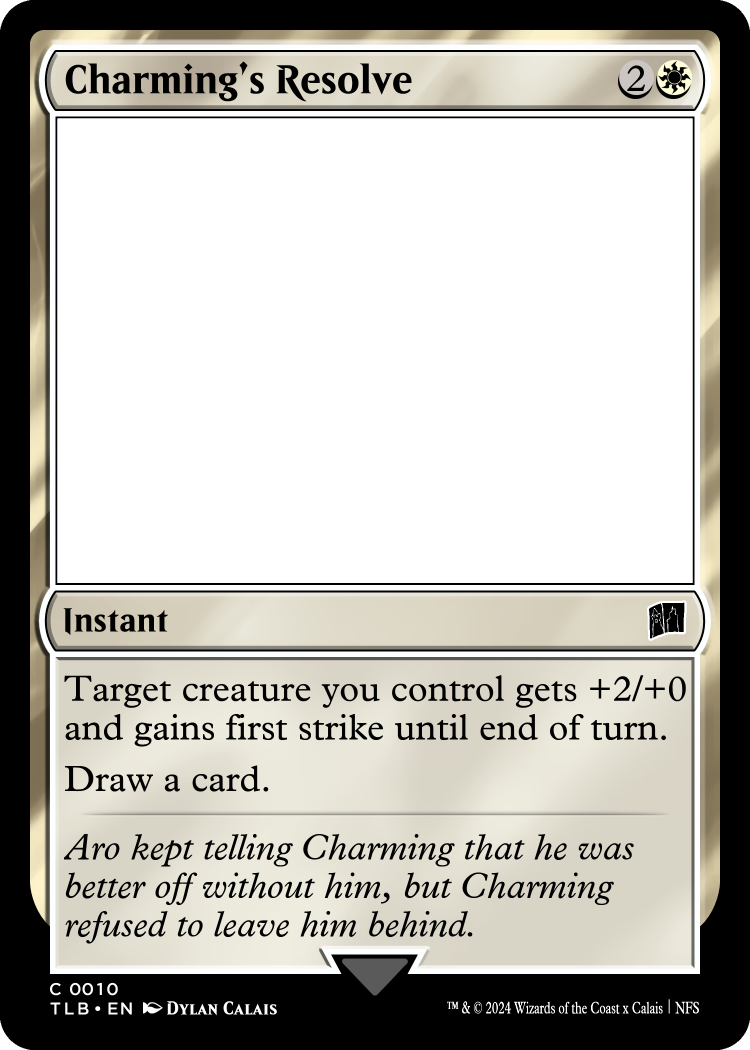 Charming's Resolve 2
Instant
Target creature you control gets +2/+0
and gains first strike until end of turn.
Draw a card.
Aro kept telling Charming that he was
better off without him, but Charming
refused to leave him behind.
C 0010
TLB • EN Dylan Calais
™ & © 2024 Wizards of the Coast x Calais | NFS